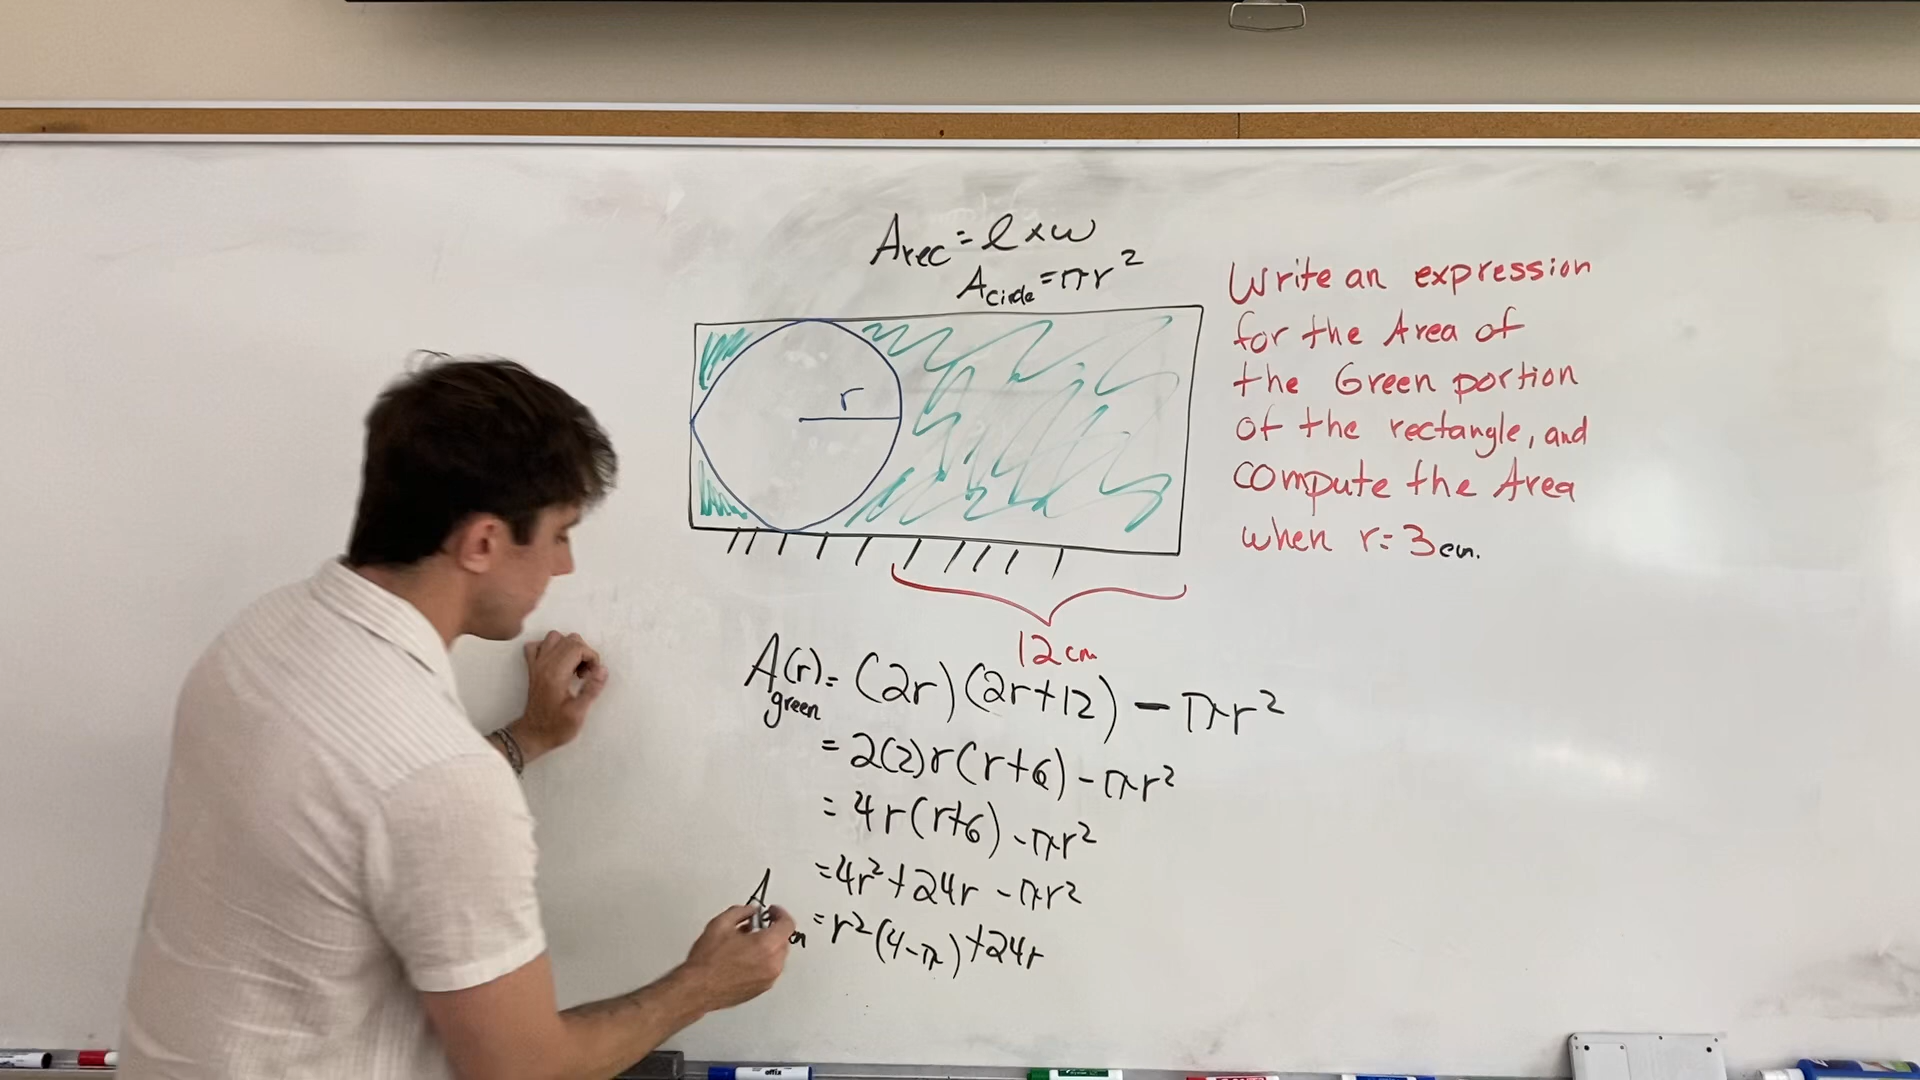 A_rec = l × w
A_circle = πr²
r
Write an expression
for the Area of
the Green portion
of the rectangle, and
compute the Area
when r = 3cm.
12cm
A(r) = (2r)(2r+12) - πr²
green
= 2(2)r(r+6) - πr²
= 4r(r+6) - πr²
= 4r² + 24r - πr²
A = r²(4-π) + 24r